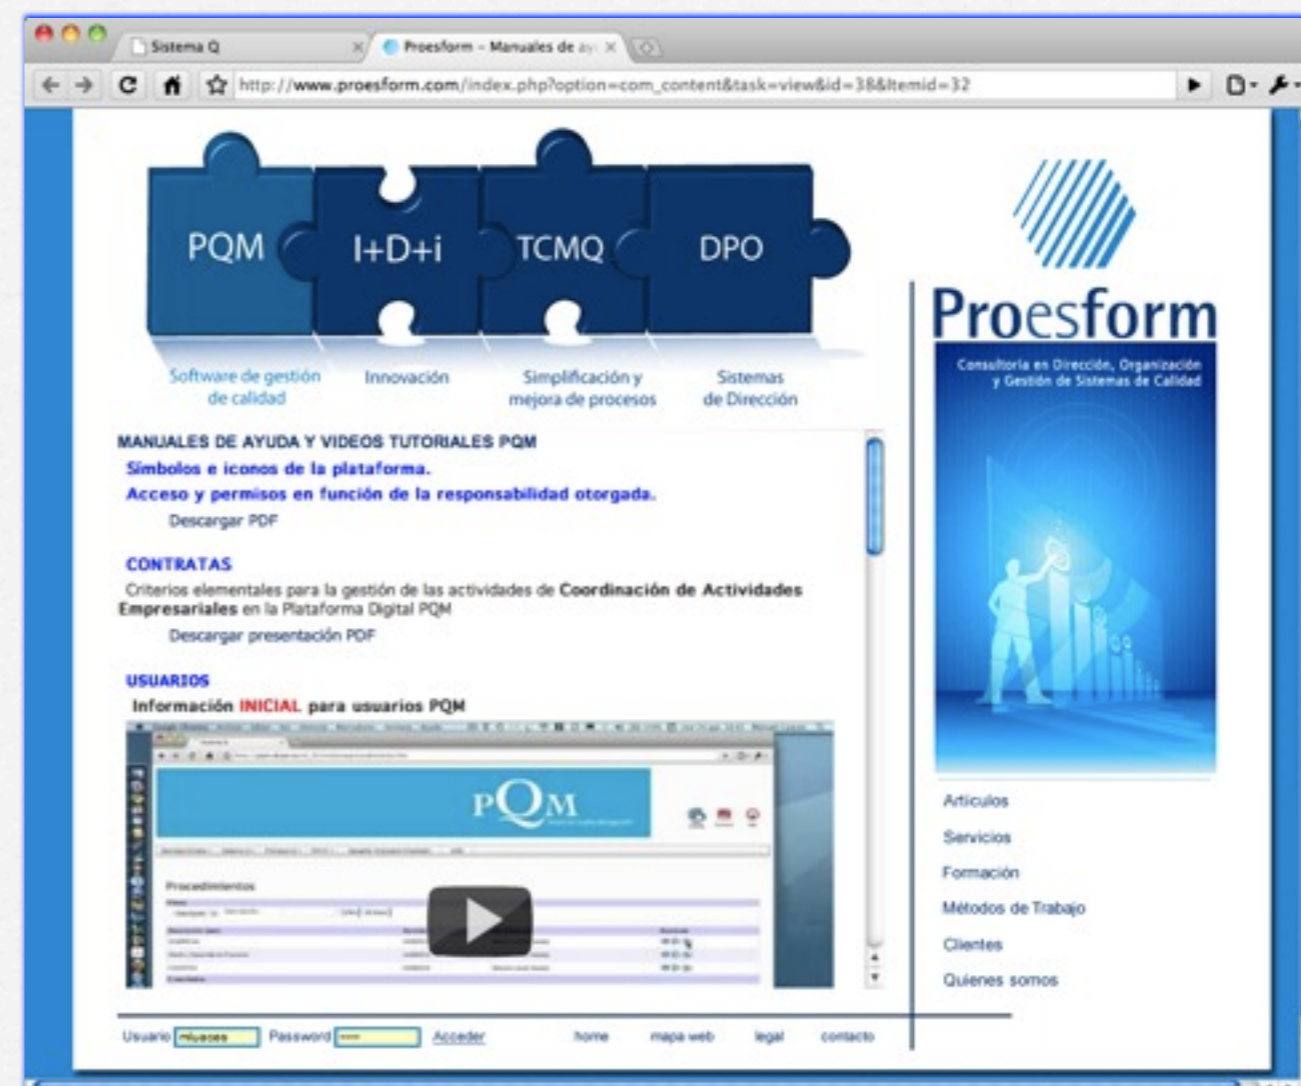 Sistema Q
Proesform – Manuales de ay
http://www.proesform.com/index.php?option=com_content&task=view&id=38&Itemid=32
PQM
I+D+i
TCMQ
DPO
Software de gestión
de calidad
Innovación
Simplificación y
mejora de procesos
Sistemas
de Dirección
Proesform
Consultoría en Dirección, Organización
y Gestión de Sistemas de Calidad
MANUALES DE AYUDA Y VIDEOS TUTORIALES PQM
Símbolos e iconos de la plataforma.
Acceso y permisos en función de la responsabilidad otorgada.
Descargar PDF
CONTRATAS
Criterios elementales para la gestión de las actividades de Coordinación de Actividades
Empresariales en la Plataforma Digital PQM
Descargar presentación PDF
USUARIOS
Información INICIAL para usuarios PQM
PQM
Procedimientos
Artículos
Servicios
Formación
Métodos de Trabajo
Clientes
Quienes somos
Usuario mluaces Password Acceder home mapa web legal contacto